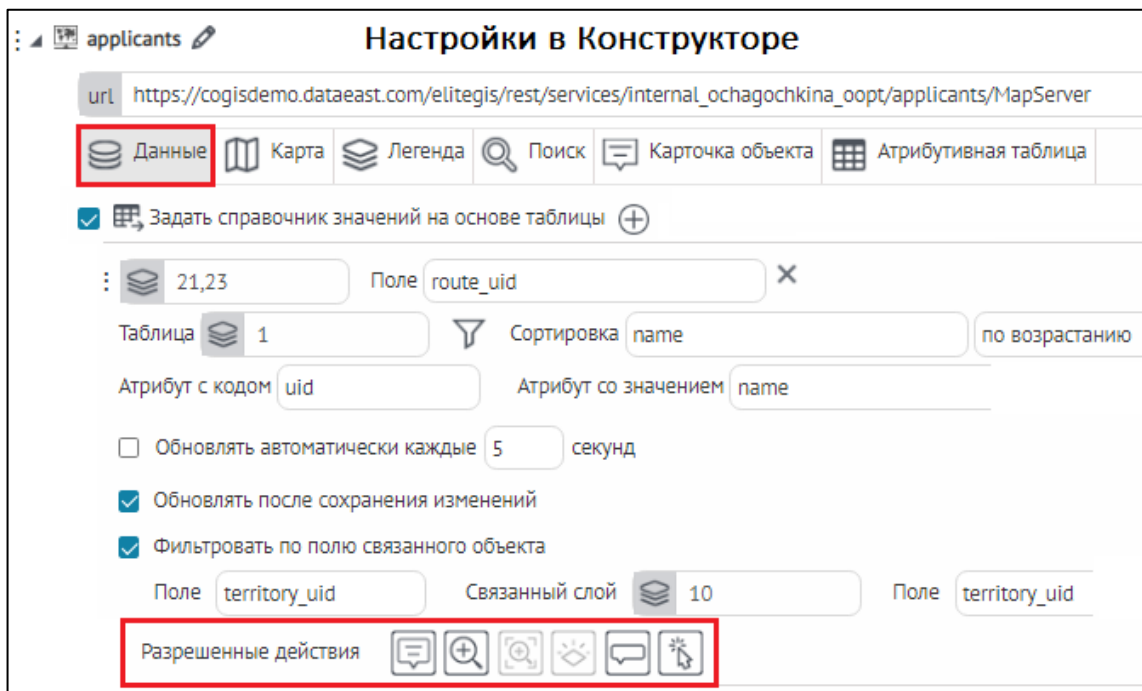 applicants Настройки в Конструкторе
url https://cogisdemo.dataeast.com/elitegis/rest/services/internal_ochagochkina_oopt/applicants/MapServer
Данные Карта Легенда Поиск Карточка объекта Атрибутивная таблица
Задать справочник значений на основе таблицы
21,23 Поле route_uid
Таблица 1 Сортировка name по возрастанию
Атрибут с кодом uid Атрибут со значением name
Обновлять автоматически каждые 5 секунд
Обновлять после сохранения изменений
Фильтровать по полю связанного объекта
Поле territory_uid Связанный слой 10 Поле territory_uid
Разрешенные действия